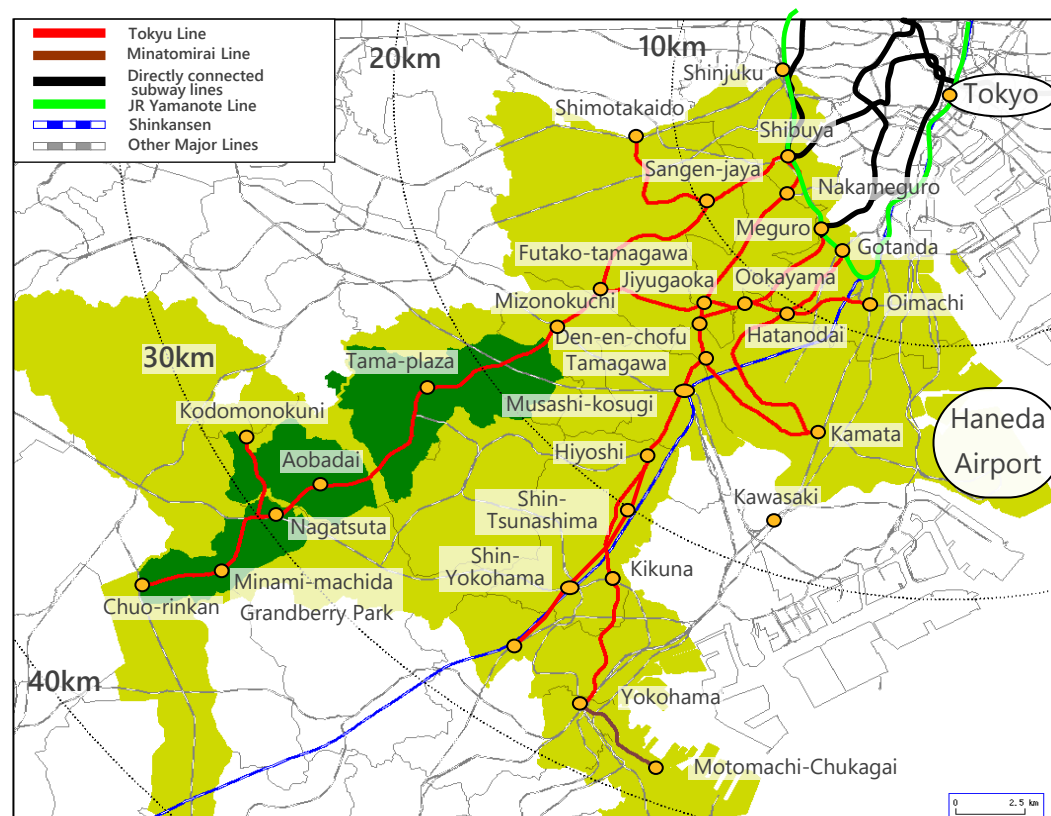 Tokyu Line
Minatomirai Line
Directly connected
subway lines
JR Yamanote Line
Shinkansen
Other Major Lines
20km
10km
Shinjuku
Tokyo
Shimotakaido
Shibuya
Sangen-jaya
Nakameguro
Meguro
Gotanda
Futako-tamagawa
Jiyugaoka
Ookayama
Mizonokuchi
Oimachi
Hatanodai
Den-en-chofu
30km
Tama-plaza
Tamagawa
Musashi-kosugi
Kodomonokuni
Kamata
Haneda
Airport
Hiyoshi
Aobadai
Kawasaki
Shin-
Tsunashima
Nagatsuta
Shin-
Yokohama
Kikuna
Minami-machida
Grandberry Park
Chuo-rinkan
40km
Yokohama
Motomachi-Chukagai
0 2.5 km